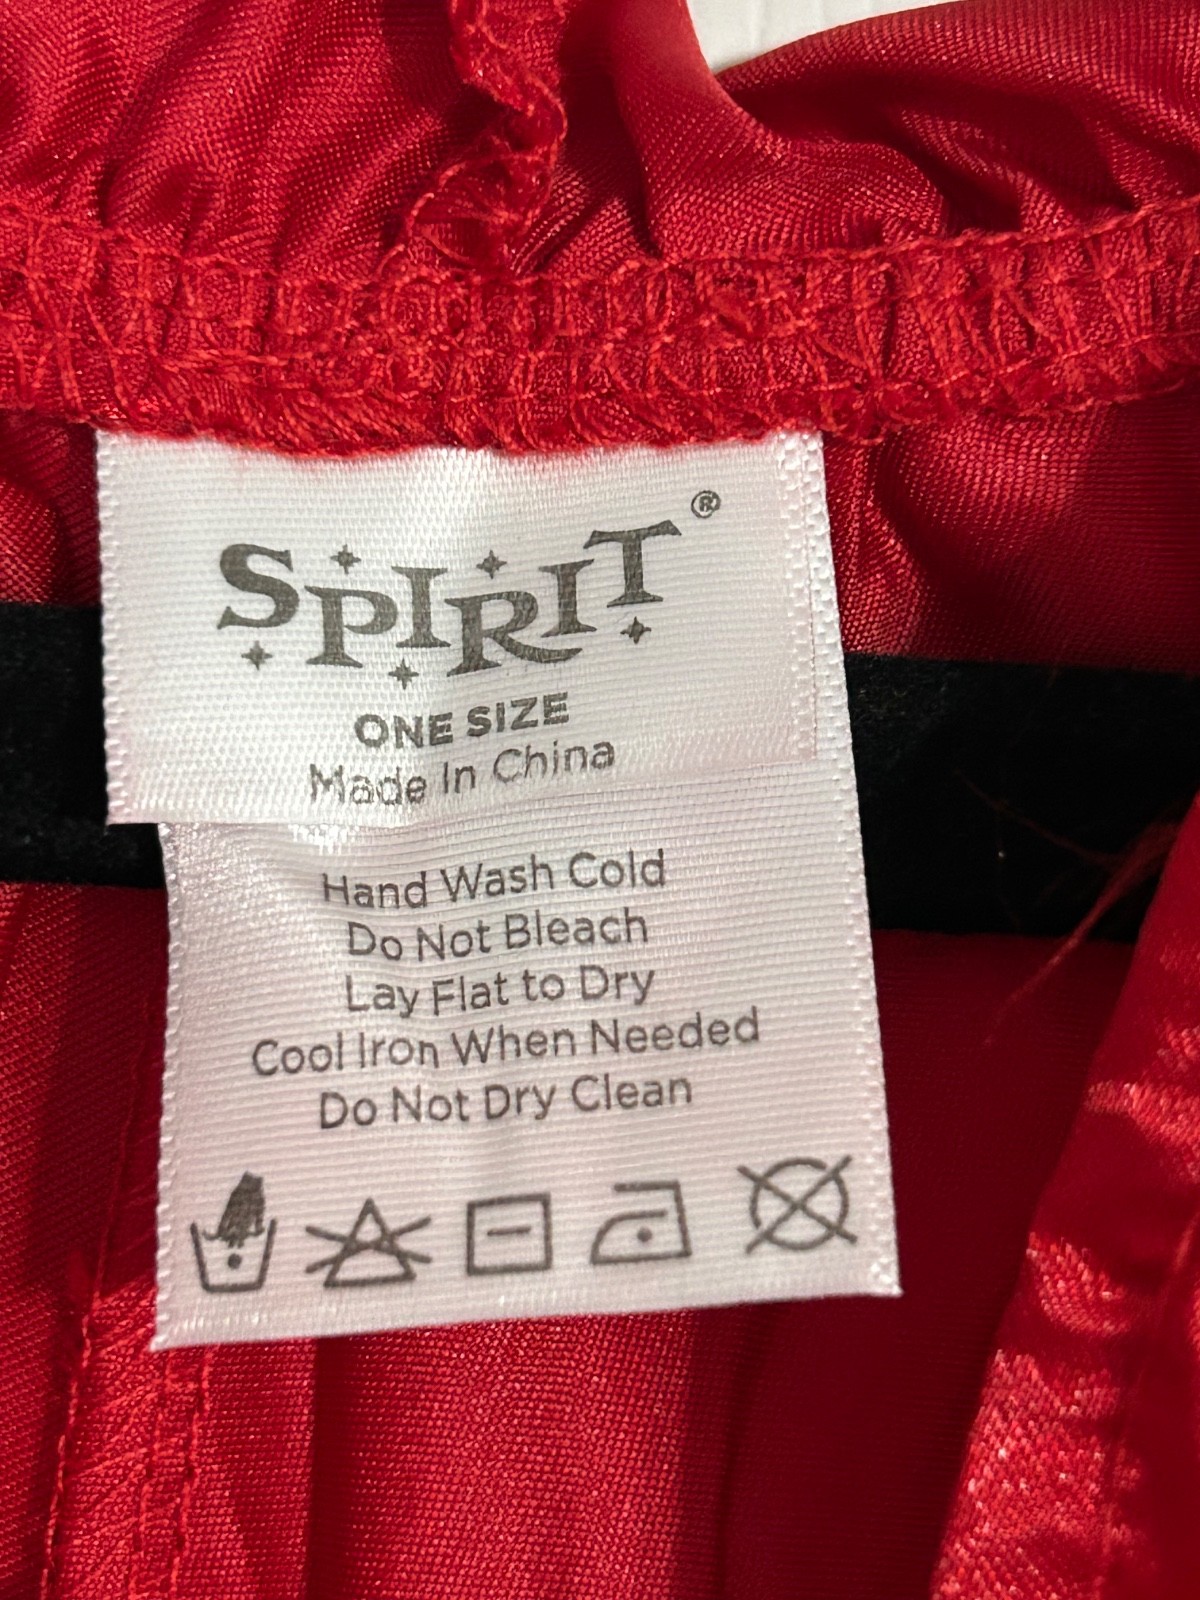 SPIRIT®
ONE SIZE
Made In China
Hand Wash Cold
Do Not Bleach
Lay Flat to Dry
Cool Iron When Needed
Do Not Dry Clean